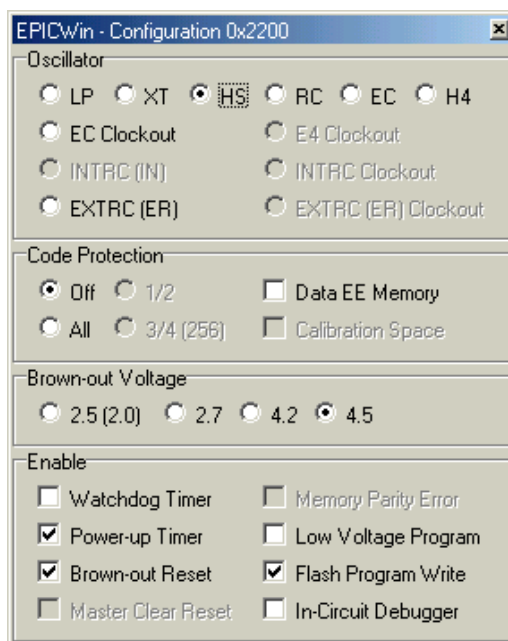 EPICWin - Configuration 0x2200
Oscillator
LP XT HS RC EC H4
EC Clockout E4 Clockout
INTRC (IN) INTRC Clockout
EXTRC (ER) EXTRC (ER) Clockout
Code Protection
Off 1/2 Data EE Memory
All 3/4 (256) Calibration Space
Brown-out Voltage
2.5 (2.0) 2.7 4.2 4.5
Enable
Watchdog Timer Memory Parity Error
Power-up Timer Low Voltage Program
Brown-out Reset Flash Program Write
Master Clear Reset In-Circuit Debugger